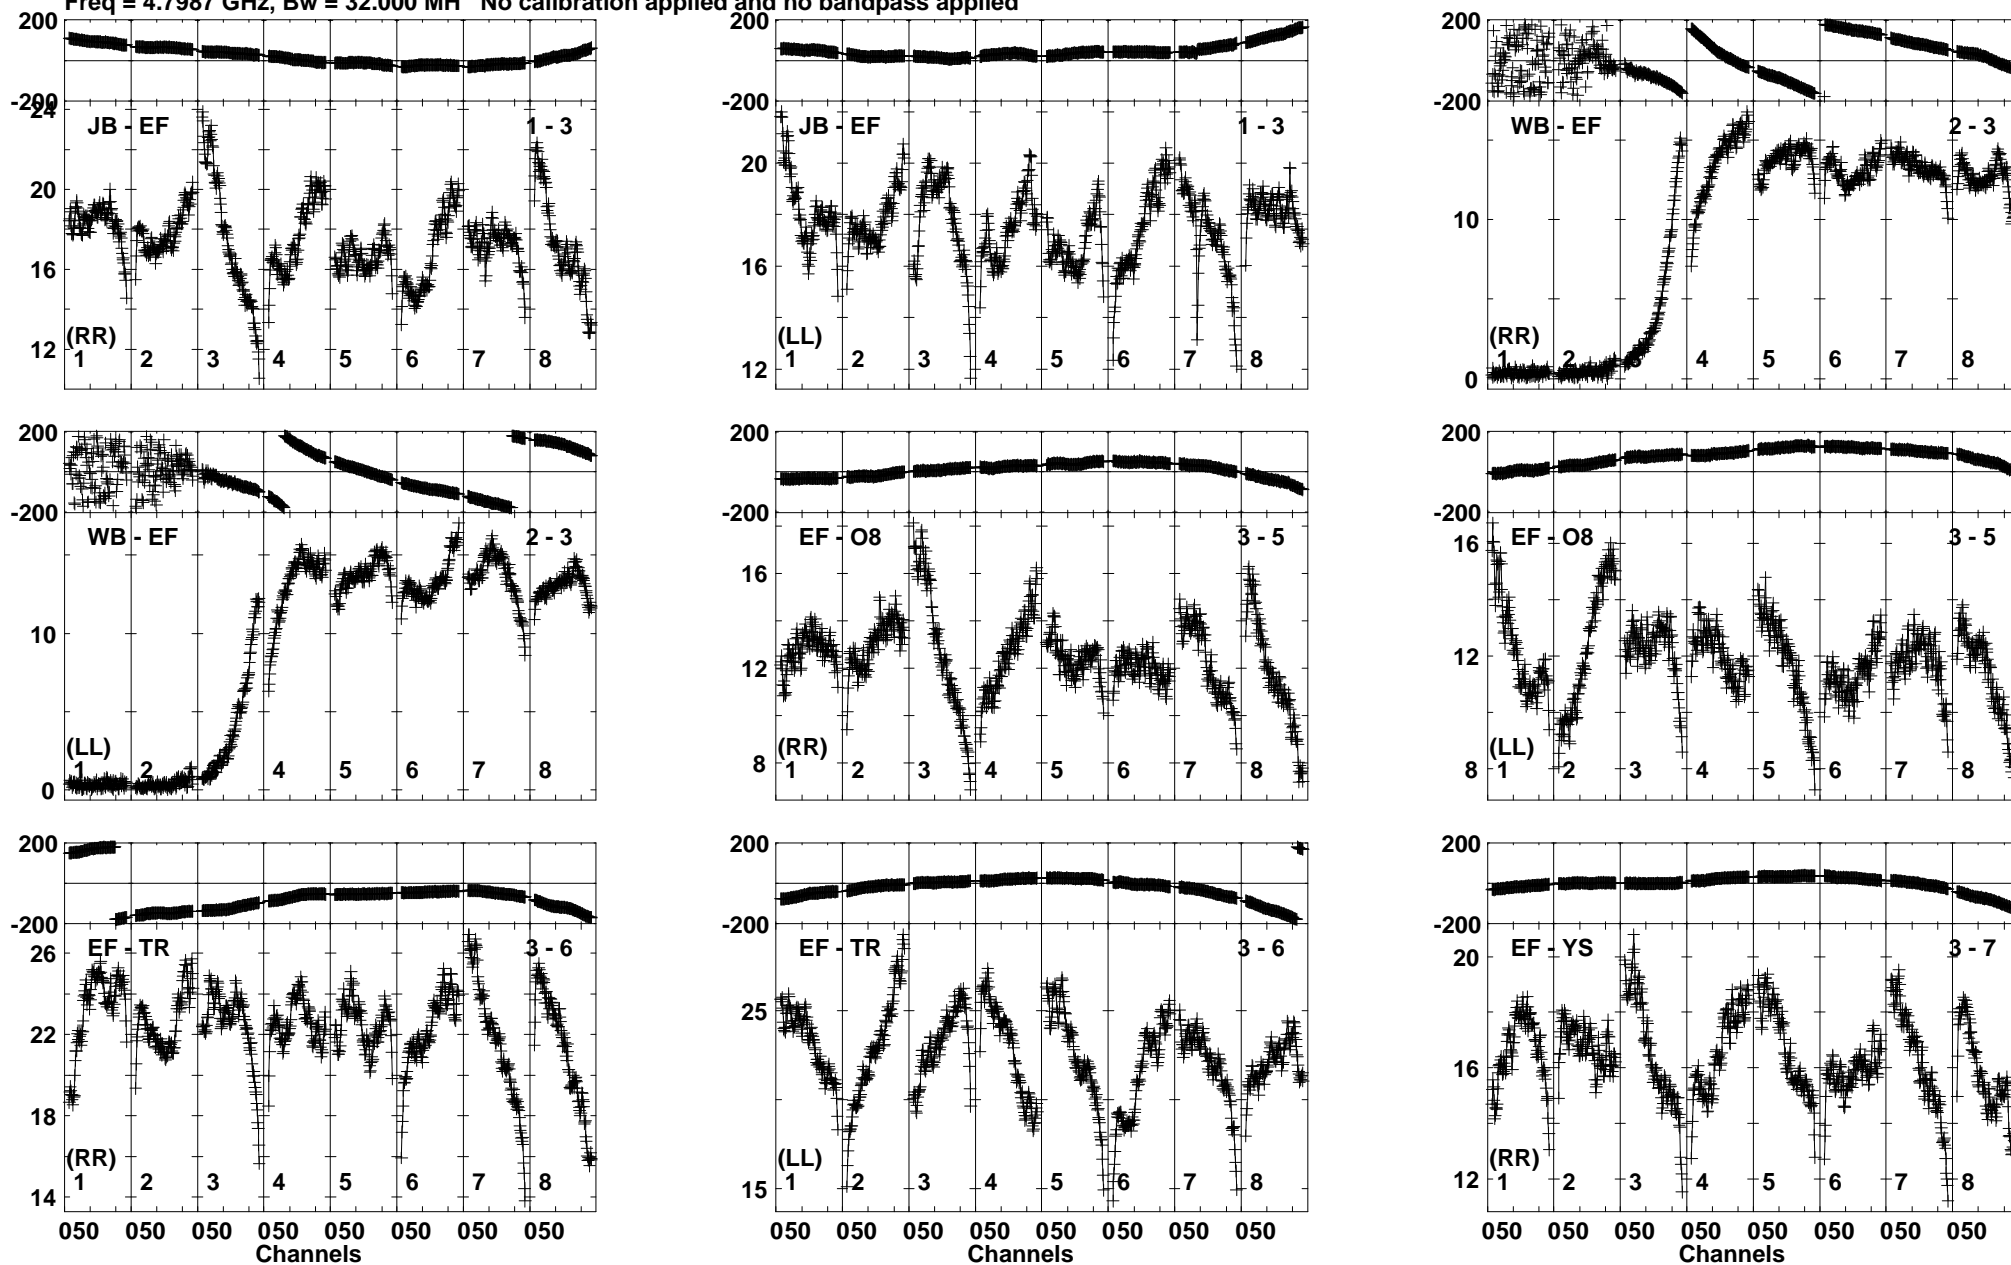 Freq = 4.7987 GHz, Bw = 32.000 MH No calibration applied and no bandpass applied
200
-200
24
20
16
12
JB - EF
1 - 3
(RR)
1 2 3 4 5 6 7 8
200
-200
20
16
12
JB - EF
1 - 3
(LL)
1 2 3 4 5 6 7 8
200
-200
10
0
WB - EF
2 - 3
(RR)
1 2 3 4 5 6 7 8
200
-200
10
0
WB - EF
2 - 3
(LL)
1 2 3 4 5 6 7 8
200
-200
16
12
8
EF - O8
3 - 5
(RR)
1 2 3 4 5 6 7 8
200
-200
16
12
8
EF - O8
3 - 5
(LL)
1 2 3 4 5 6 7 8
200
-200
26
22
18
14
EF - TR
3 - 6
(RR)
1 2 3 4 5 6 7 8
050 050 050 050 050 050 050 050
Channels
200
-200
25
15
EF - TR
3 - 6
(LL)
1 2 3 4 5 6 7 8
050 050 050 050 050 050 050 050
Channels
200
-200
20
16
12
EF - YS
3 - 7
(RR)
1 2 3 4 5 6 7 8
050 050 050 050 050 050 050 050
Channels